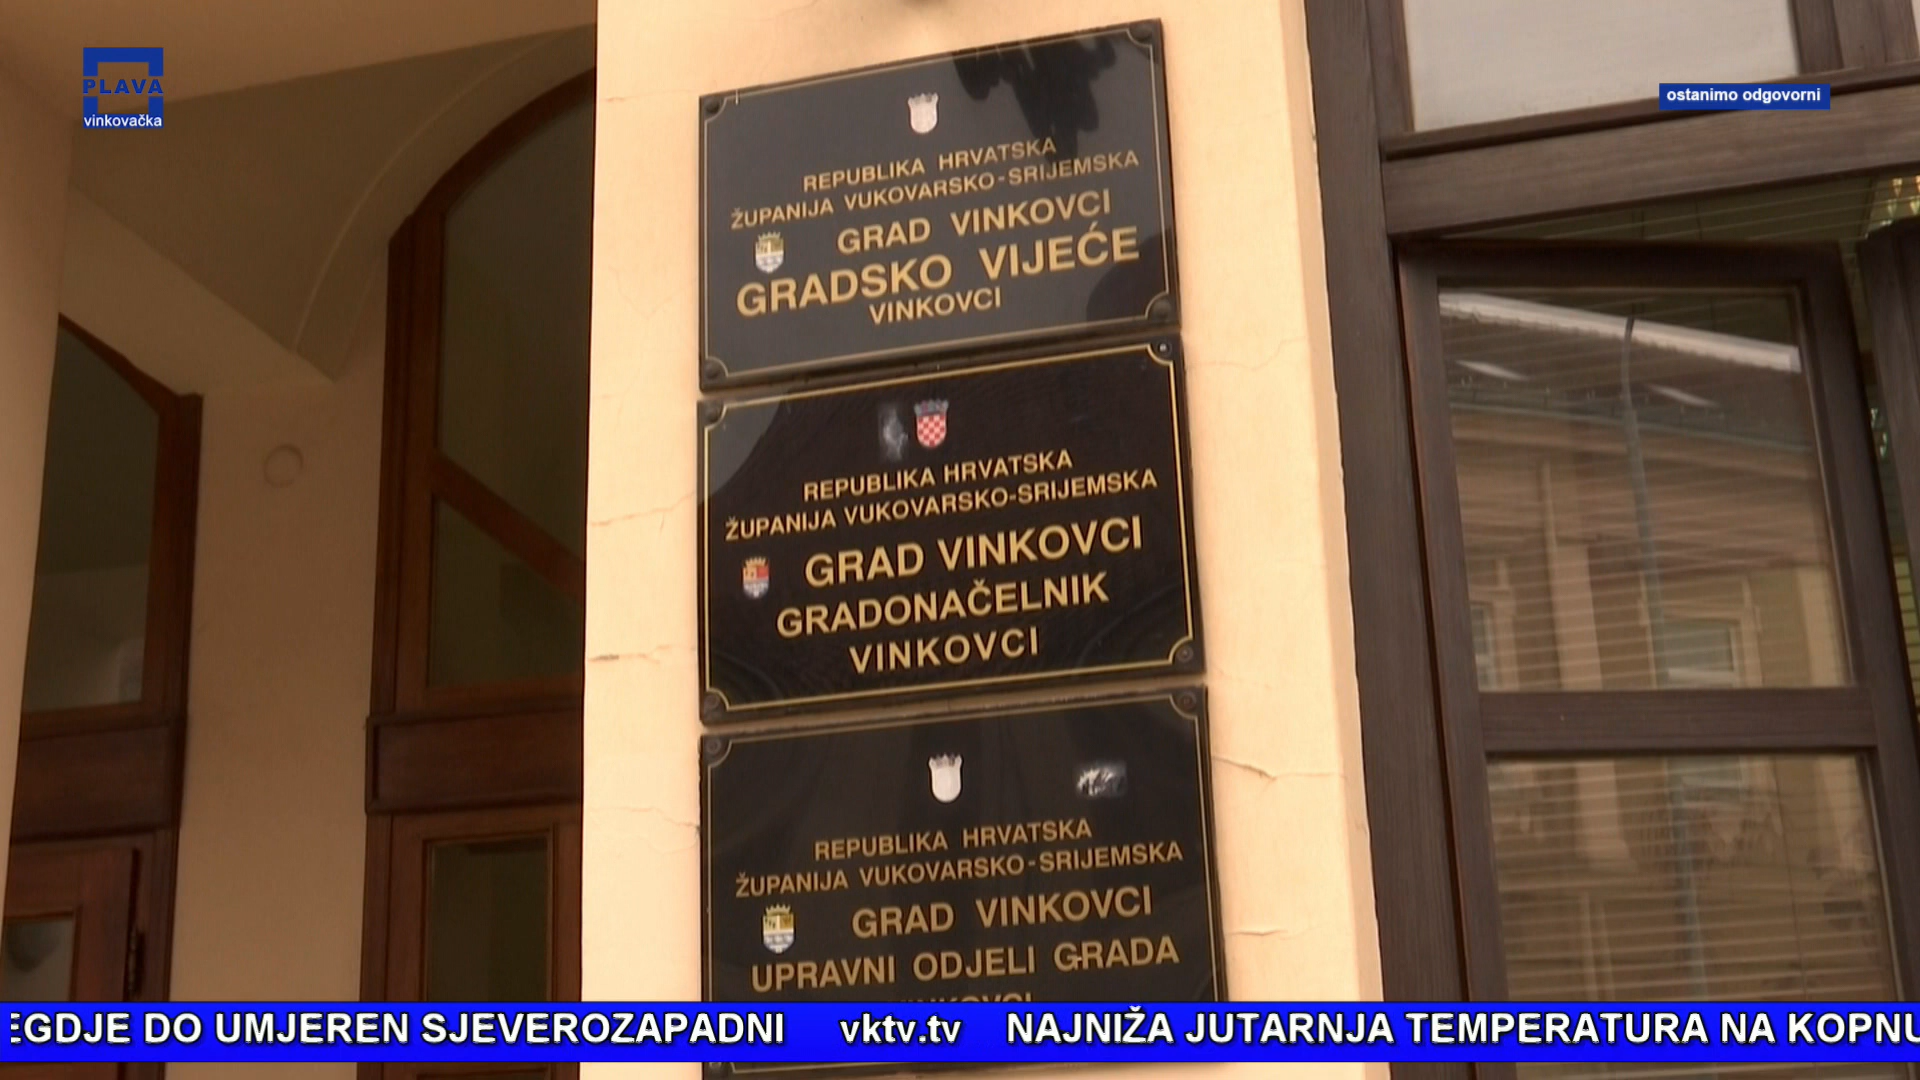 PLAVA
vinkovačka
ostanimo odgovorni
REPUBLIKA HRVATSKA
ŽUPANIJA VUKOVARSKO-SRIJEMSKA
GRAD VINKOVCI
GRADSKO VIJEĆE
VINKOVCI
REPUBLIKA HRVATSKA
ŽUPANIJA VUKOVARSKO-SRIJEMSKA
GRAD VINKOVCI
GRADONAČELNIK
VINKOVCI
REPUBLIKA HRVATSKA
ŽUPANIJA VUKOVARSKO-SRIJEMSKA
GRAD VINKOVCI
UPRAVNI ODJELI GRADA
EGDJE DO UMJEREN SJEVEROZAPADNI vktv.tv NAJNIŽA JUTARNJA TEMPERATURA NA KOPNU